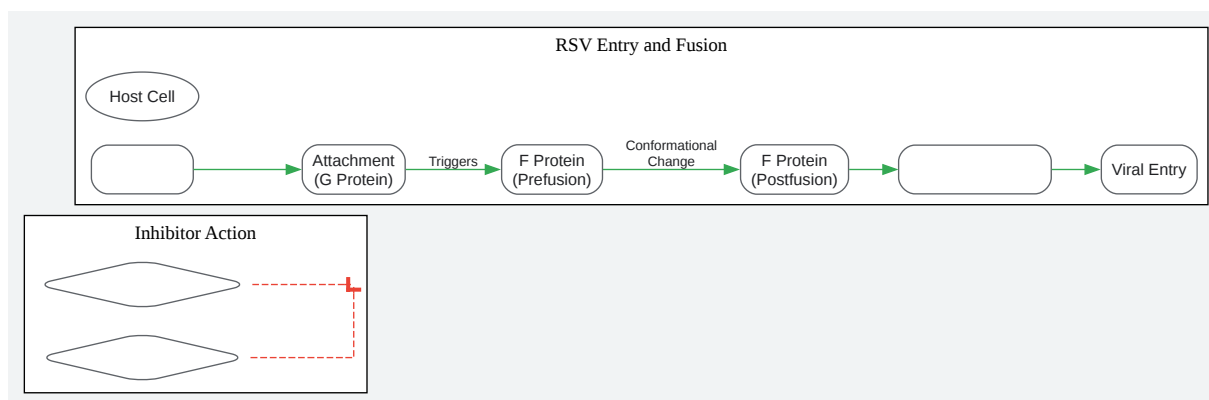 RSV Entry and Fusion
Host Cell
Attachment
(G Protein)
Triggers
F Protein
(Prefusion)
Conformational
Change
F Protein
(Postfusion)
Viral Entry
Inhibitor Action